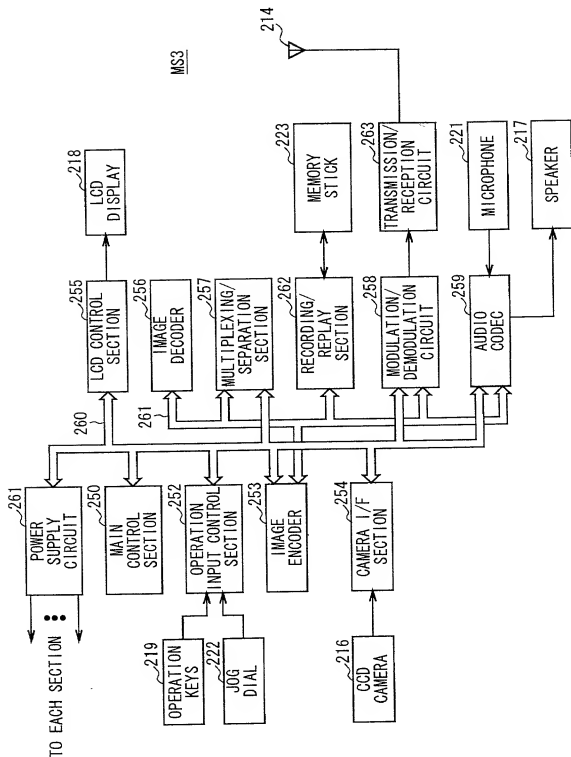 MS3
214
218
LCD
DISPLAY
223
MEMORY
STICK
263
TRANSMISSION/
RECEPTION
CIRCUIT
221
MICROPHONE
217
SPEAKER
255
LCD CONTROL
SECTION
256
IMAGE
DECODER
257
MULTIPLEXING/
SEPARATION
SECTION
262
RECORDING/
REPLAY
SECTION
258
MODULATION/
DEMODULATION
CIRCUIT
259
AUDIO
CODEC
260
261
261
POWER
SUPPLY
CIRCUIT
250
MAIN
CONTROL
SECTION
252
OPERATION
INPUT CONTROL
SECTION
253
IMAGE
ENCODER
254
CAMERA I/F
SECTION
TO EACH SECTION
219
OPERATION
KEYS
222
JOG
DIAL
216
CCD
CAMERA